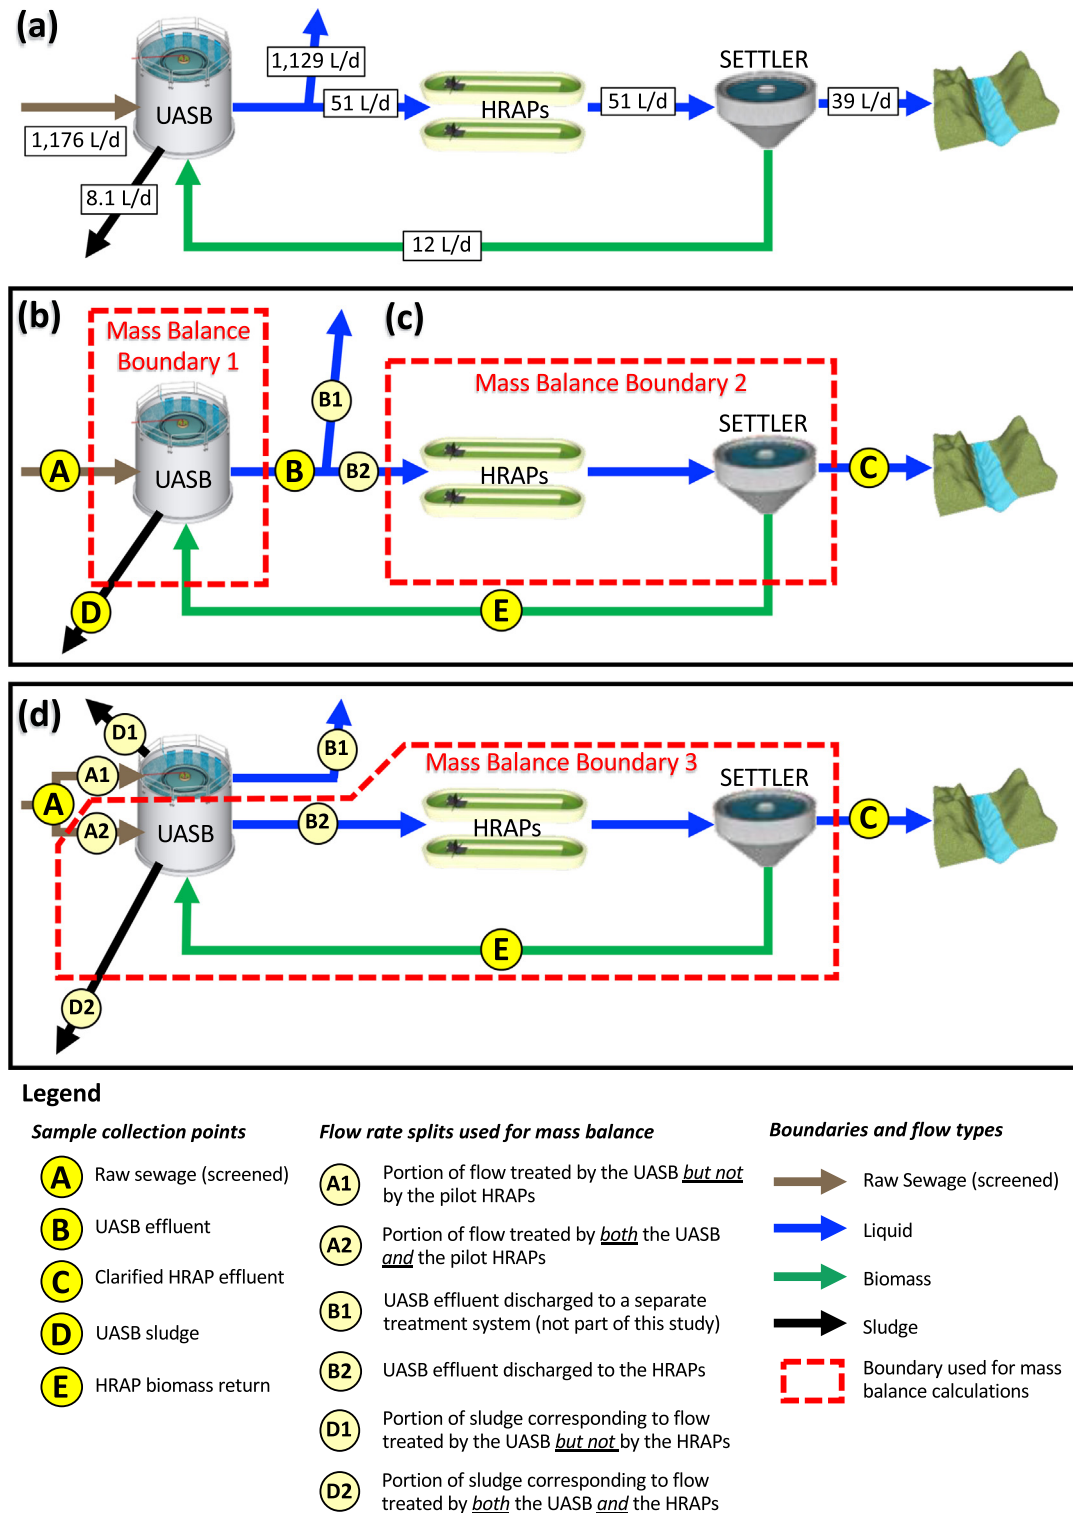 (a)
1,129 L/d
SETTLER
UASB
51 L/d
HRAPs
51 L/d
39 L/d
1,176 L/d
8.1 L/d
12 L/d
(b)
Mass Balance
Boundary 1
(c)
Mass Balance Boundary 2
B1
SETTLER
A
UASB
B
B2
HRAPs
C
D
E
(d)
D1
B1
Mass Balance Boundary 3
A1
SETTLER
A
A2
UASB
B2
HRAPs
C
E
D2
Legend
Sample collection points
A
Raw sewage (screened)
B
UASB effluent
C
Clarified HRAP effluent
D
UASB sludge
E
HRAP biomass return
Flow rate splits used for mass balance
A1
Portion of flow treated by the UASB but not
by the pilot HRAPs
A2
Portion of flow treated by both the UASB
and the pilot HRAPs
B1
UASB effluent discharged to a separate
treatment system (not part of this study)
B2
UASB effluent discharged to the HRAPs
D1
Portion of sludge corresponding to flow
treated by the UASB but not by the HRAPs
D2
Portion of sludge corresponding to flow
treated by both the UASB and the HRAPs
Boundaries and flow types
Raw Sewage (screened)
Liquid
Biomass
Sludge
Boundary used for mass
balance calculations